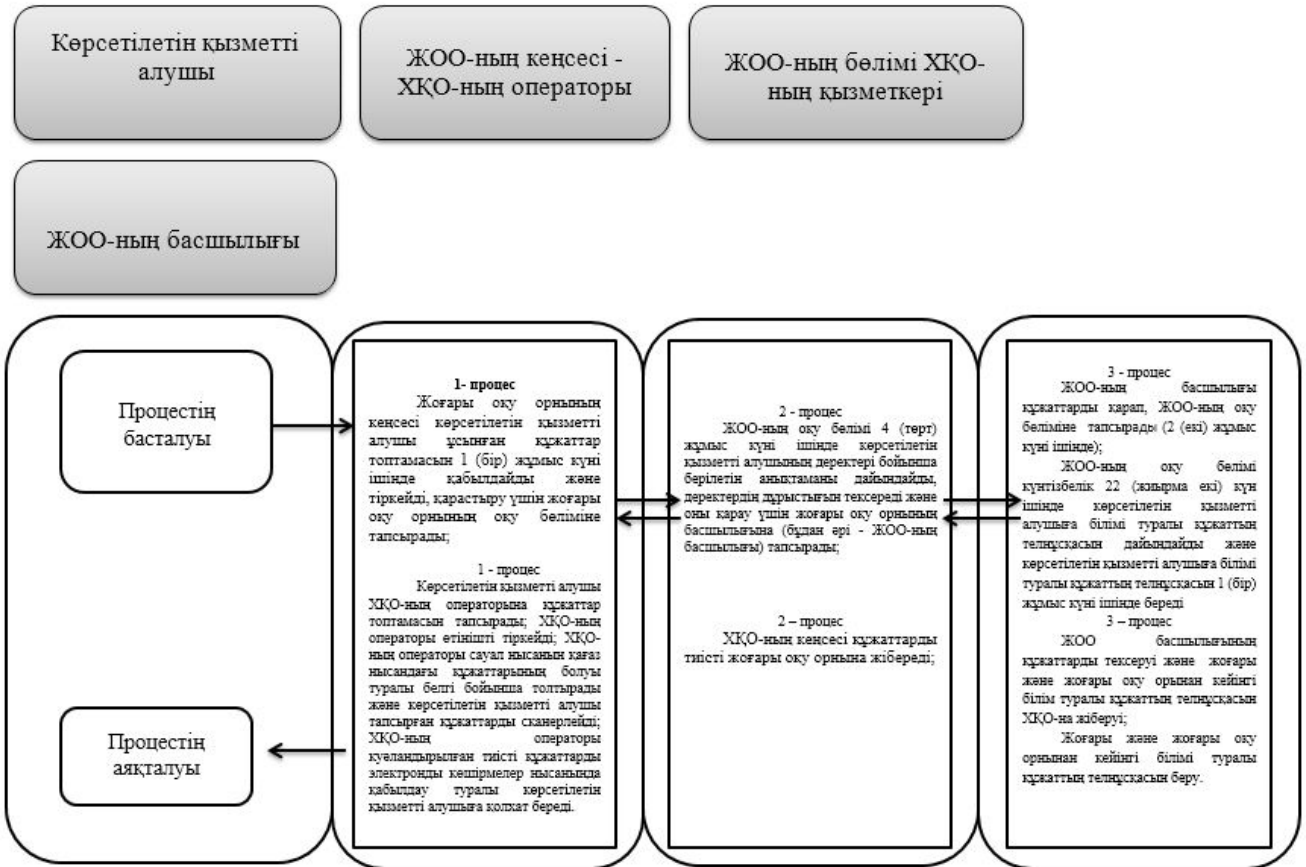 Көрсетілетін қызметті
алушы
ЖОО-ның кеңсесі -
ХҚО-ның операторы
ЖОО-ның бөлімі ХҚО-
ның қызметкері
ЖОО-ның басшылығы
Процестің
басталуы
Процестің
аяқталуы
1- процес
Жоғары оқу орнының
кеңсесі көрсетілетін қызметті
алушы ұсынған құжаттар
топтамасын 1 (бір) жұмыс күні
ішінде қабылдайды және
тіркейді, қарастыру үшін жоғары
оқу орнының оқу бөліміне
тапсырады;
1 - процес
Көрсетілетін қызметті алушы
ХҚО-ның операторына құжаттар
топтамасын тапсырады; ХҚО-ның
операторы өтінішті тіркейді; ХҚО-
ның операторы сауал нысанын қағаз
нысандағы құжаттарының болуы
туралы белгі бойынша толтырады
және көрсетілетін қызметті алушы
тапсырған құжаттарды сканерлейді;
ХҚО-ның операторы
куәландырылған тиісті құжаттарды
электронды көшірмелер нысанында
қабылдау туралы көрсетілетін
қызметті алушыға қолхат береді.
2 - процес
ЖОО-ның оқу бөлімі 4 (төрт)
жұмыс күні ішінде көрсетілетін
қызметті алушының деректері бойынша
берілетін анықтаманы дайындайды,
деректердің дұрыстығын тексереді және
оны қарау үшін жоғары оқу орнының
басшылығына (бұдан әрі - ЖОО-ның
басшылығы) тапсырады;
2 – процес
ХҚО-ның кеңсесі құжаттарды
тиісті жоғары оқу орнына жібереді;
3 - процес
ЖОО-ның басшылығы
құжаттарды қарап, ЖОО-ның оқу
бөліміне тапсырады (2 (екі) жұмыс
күні ішінде);
ЖОО-ның оқу бөлімі
күнтізбелік 22 (жиырма екі) күн
ішінде көрсетілетін қызметті
алушыға білімі туралы құжаттың
телнұсқасын дайындайды және
көрсетілетін қызметті алушыға білімі
туралы құжаттың телнұсқасын 1 (бір)
жұмыс күні ішінде береді
3 – процес
ЖОО басшылығының
құжаттарды тексеруі және жоғары
және жоғары оқу орынан кейінгі
білім туралы құжаттың телнұсқасын
ХҚО-на жіберуі;
Жоғары және жоғары оқу
орнынан кейінгі білімі туралы
құжаттың телнұсқасын беру.